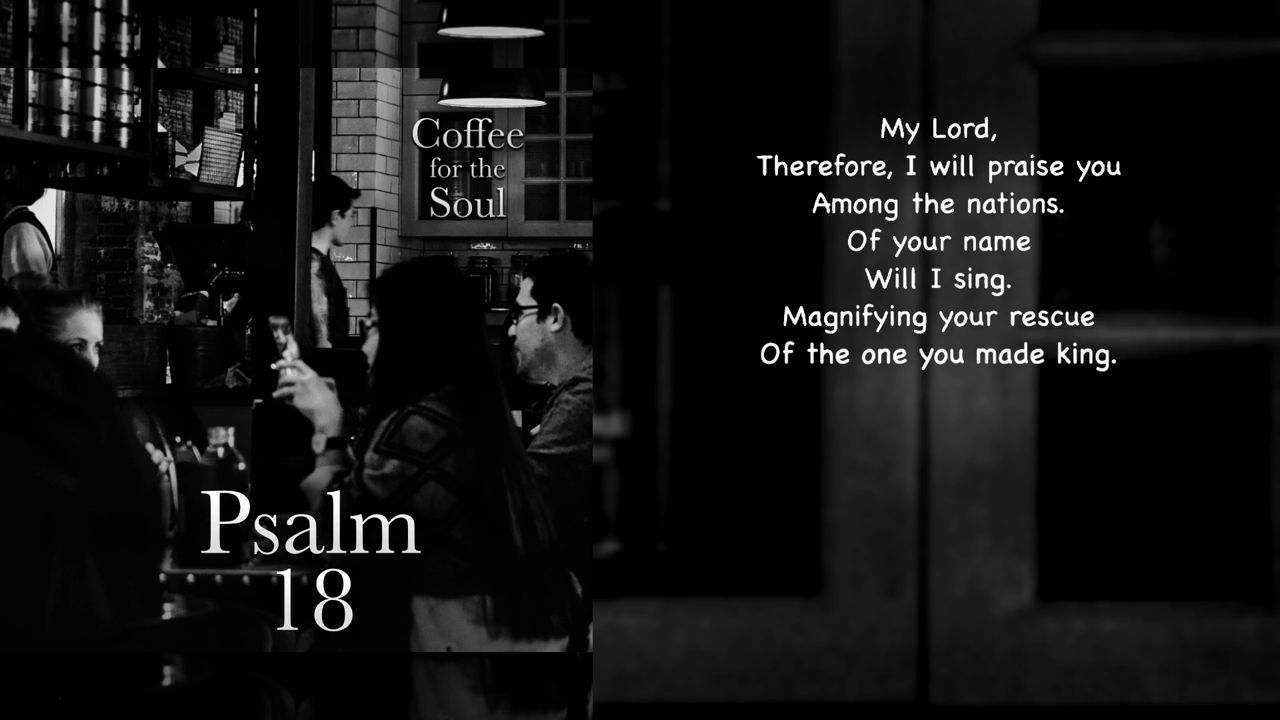 Coffee
for the
Soul
Psalm
18
My Lord,
Therefore, I will praise you
Among the nations.
Of your name
Will I sing.
Magnifying your rescue
Of the one you made king.